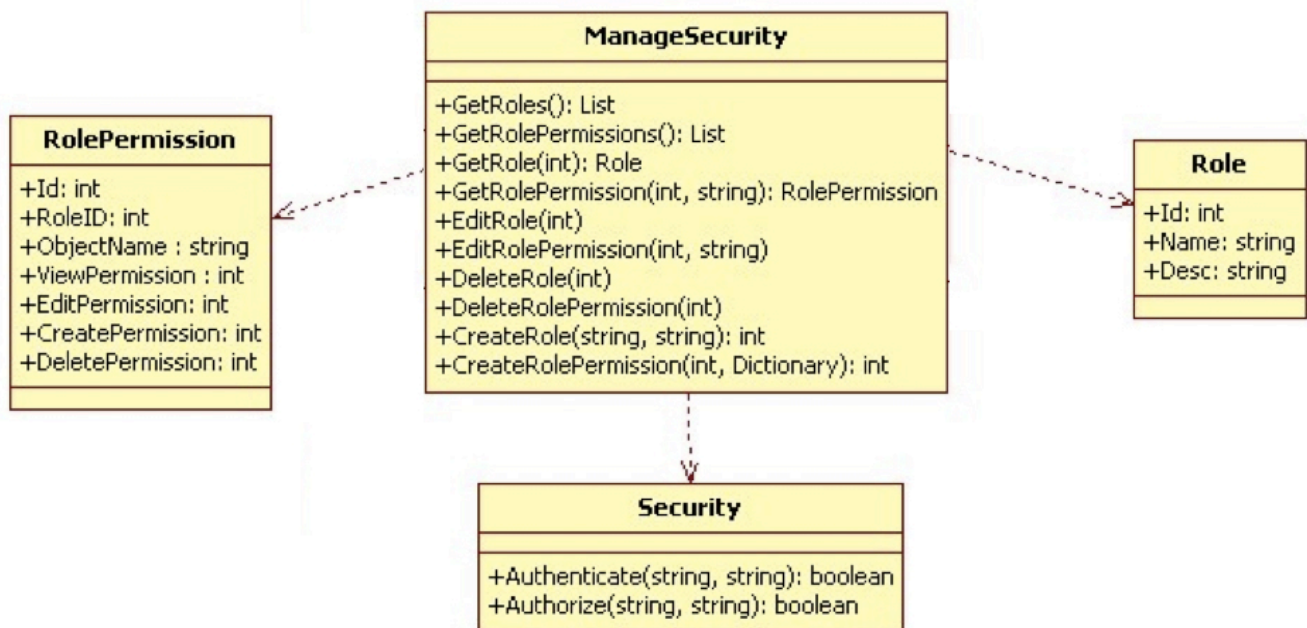 ManageSecurity
+GetRoles(): List
+GetRolePermissions(): List
+GetRole(int): Role
+GetRolePermission(int, string): RolePermission
+EditRole(int)
+EditRolePermission(int, string)
+DeleteRole(int)
+DeleteRolePermission(int)
+CreateRole(string, string): int
+CreateRolePermission(int, Dictionary): int
RolePermission
+Id: int
+RoleID: int
+ObjectName : string
+ViewPermission : int
+EditPermission: int
+CreatePermission: int
+DeletePermission: int
Role
+Id: int
+Name: string
+Desc: string
Security
+Authenticate(string, string): boolean
+Authorize(string, string): boolean